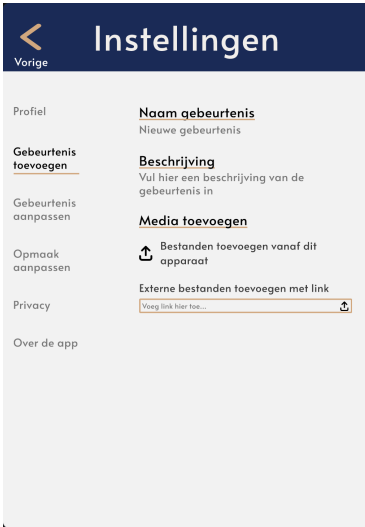 Instellingen
Vorige
Profiel
Gebeurtenis
toevoegen
Gebeurtenis
aanpassen
Opmaak
aanpassen
Privacy
Over de app
Naam gebeurtenis
Nieuwe gebeurtenis
Beschrijving
Vul hier een beschrijving van de
gebeurtenis in
Media toevoegen
Bestanden toevoegen vanaf dit
apparaat
Externe bestanden toevoegen met link
Voeg link hier toe...